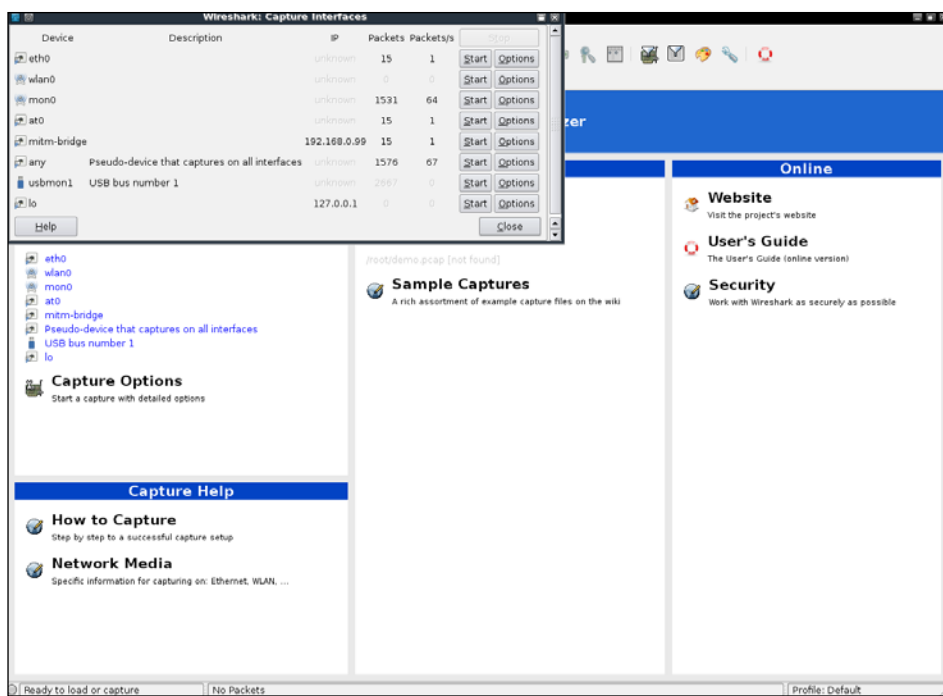 Wireshark: Capture Interfaces
Device Description IP Packets Packets/s Stop
eth0 unknown 15 1 Start Options
wlan0 unknown 0 0 Start Options
mon0 unknown 1531 64 Start Options
at0 unknown 15 1 Start Options
mitm-bridge 192.168.0.99 15 1 Start Options
any Pseudo-device that captures on all interfaces unknown 1576 67 Start Options
usbmon1 USB bus number 1 unknown 2667 0 Start Options
lo 127.0.0.1 0 0 Start Options
Help Close
zer
eth0
wlan0
mon0
at0
mitm-bridge
Pseudo-device that captures on all interfaces
USB bus number 1
lo
Capture Options
Start a capture with detailed options
Capture Help
How to Capture
Step by step to a successful capture setup
Network Media
Specific information for capturing on: Ethernet, WLAN, ...
/root/demo.pcap [not found]
Sample Captures
A rich assortment of example capture files on the wiki
Online
Website
Visit the project's website
User's Guide
The User's Guide (online version)
Security
Work with Wireshark as securely as possible
Ready to load or capture No Packets Profile: Default